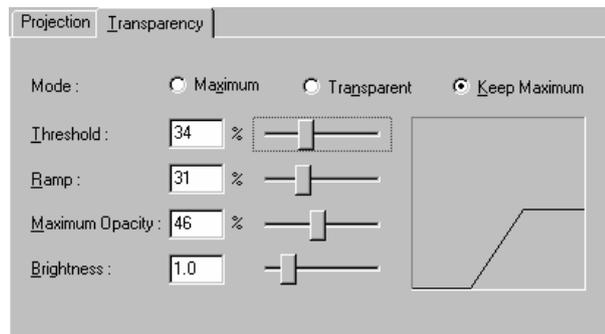 Projection Transparency
Mode : Maximum Transparent Keep Maximum
Threshold : 34 %
Ramp : 31 %
Maximum Opacity : 46 %
Brightness : 1.0